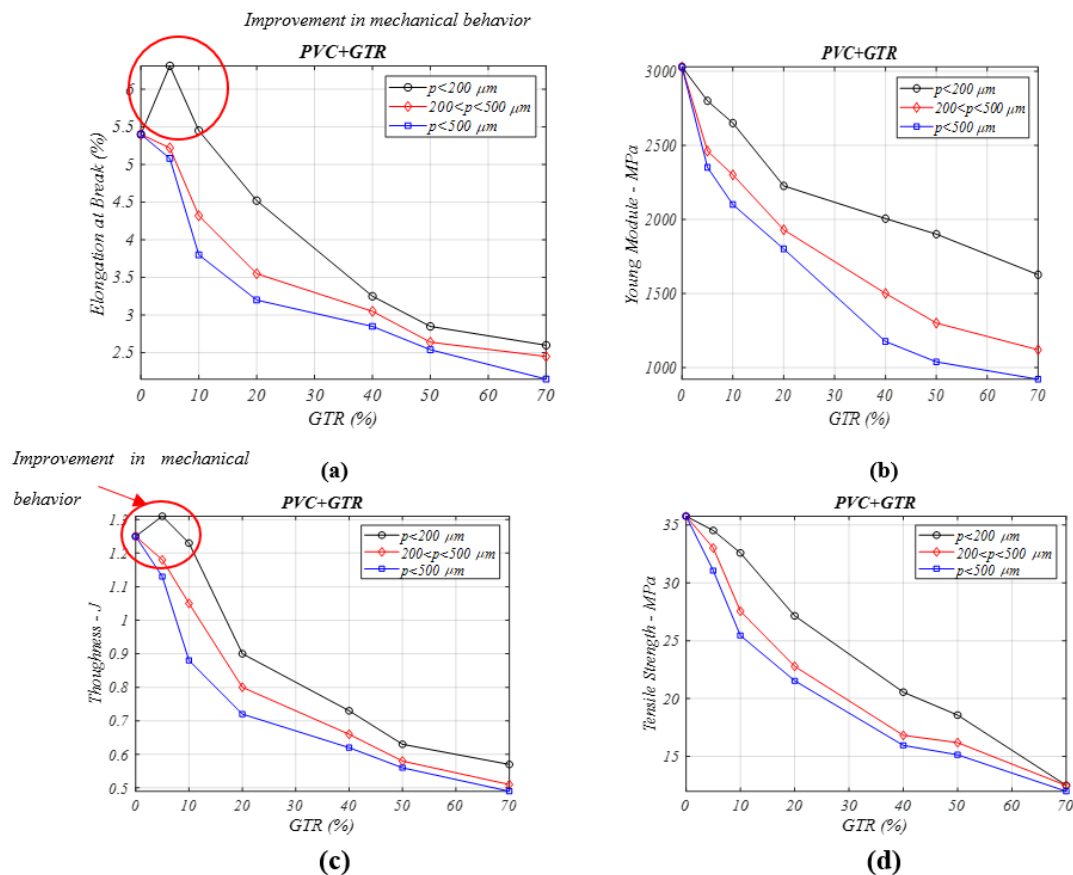 Improvement in mechanical behavior
PVC+GTR
p<200 μm
200<p<500 μm
p<500 μm
Elongation at Break (%)
6
5.5
5
4.5
4
3.5
3
2.5
0 10 20 30 40 50 60 70
GTR (%)
(a)
PVC+GTR
p<200 μm
200<p<500 μm
p<500 μm
Young Module - MPa
3000
2500
2000
1500
1000
0 10 20 30 40 50 60 70
GTR (%)
(b)
Improvement in mechanical
behavior
PVC+GTR
p<200 μm
200<p<500 μm
p<500 μm
Thoughness - J
1.3
1.2
1.1
1
0.9
0.8
0.7
0.6
0.5
0 10 20 30 40 50 60 70
GTR (%)
(c)
PVC+GTR
p<200 μm
200<p<500 μm
p<500 μm
Tensile Strength - MPa
35
30
25
20
15
0 10 20 30 40 50 60 70
GTR (%)
(d)